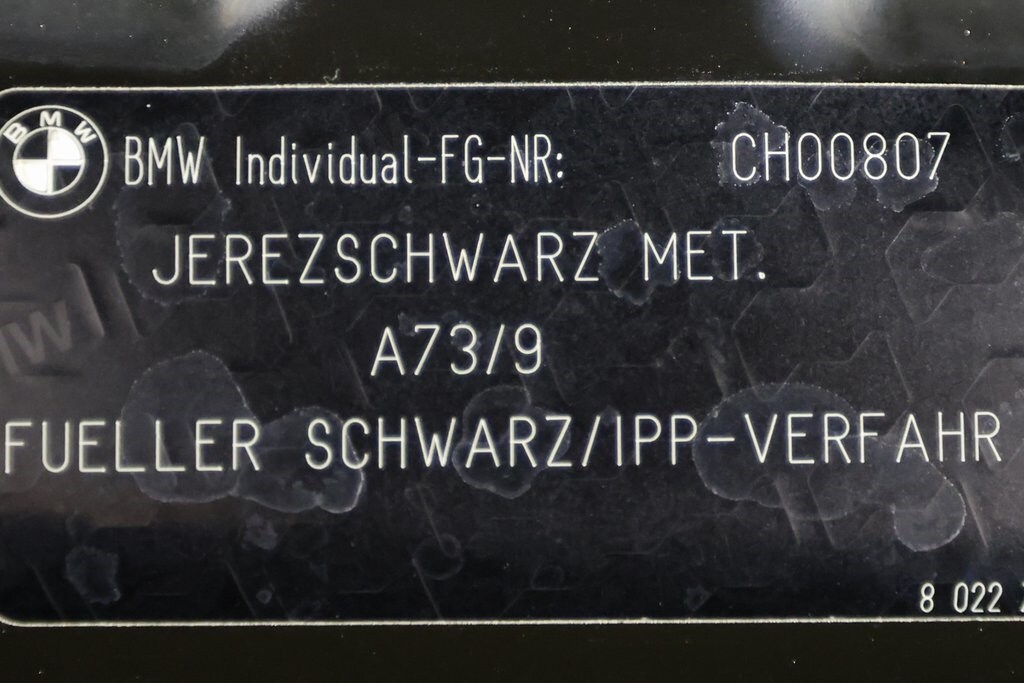 BMW BMW Individual-FG-NR: CH00807
JEREZSCHWARZ MET.
A73/9
FUELLER SCHWARZ/IPP-VERFAHR
8 022